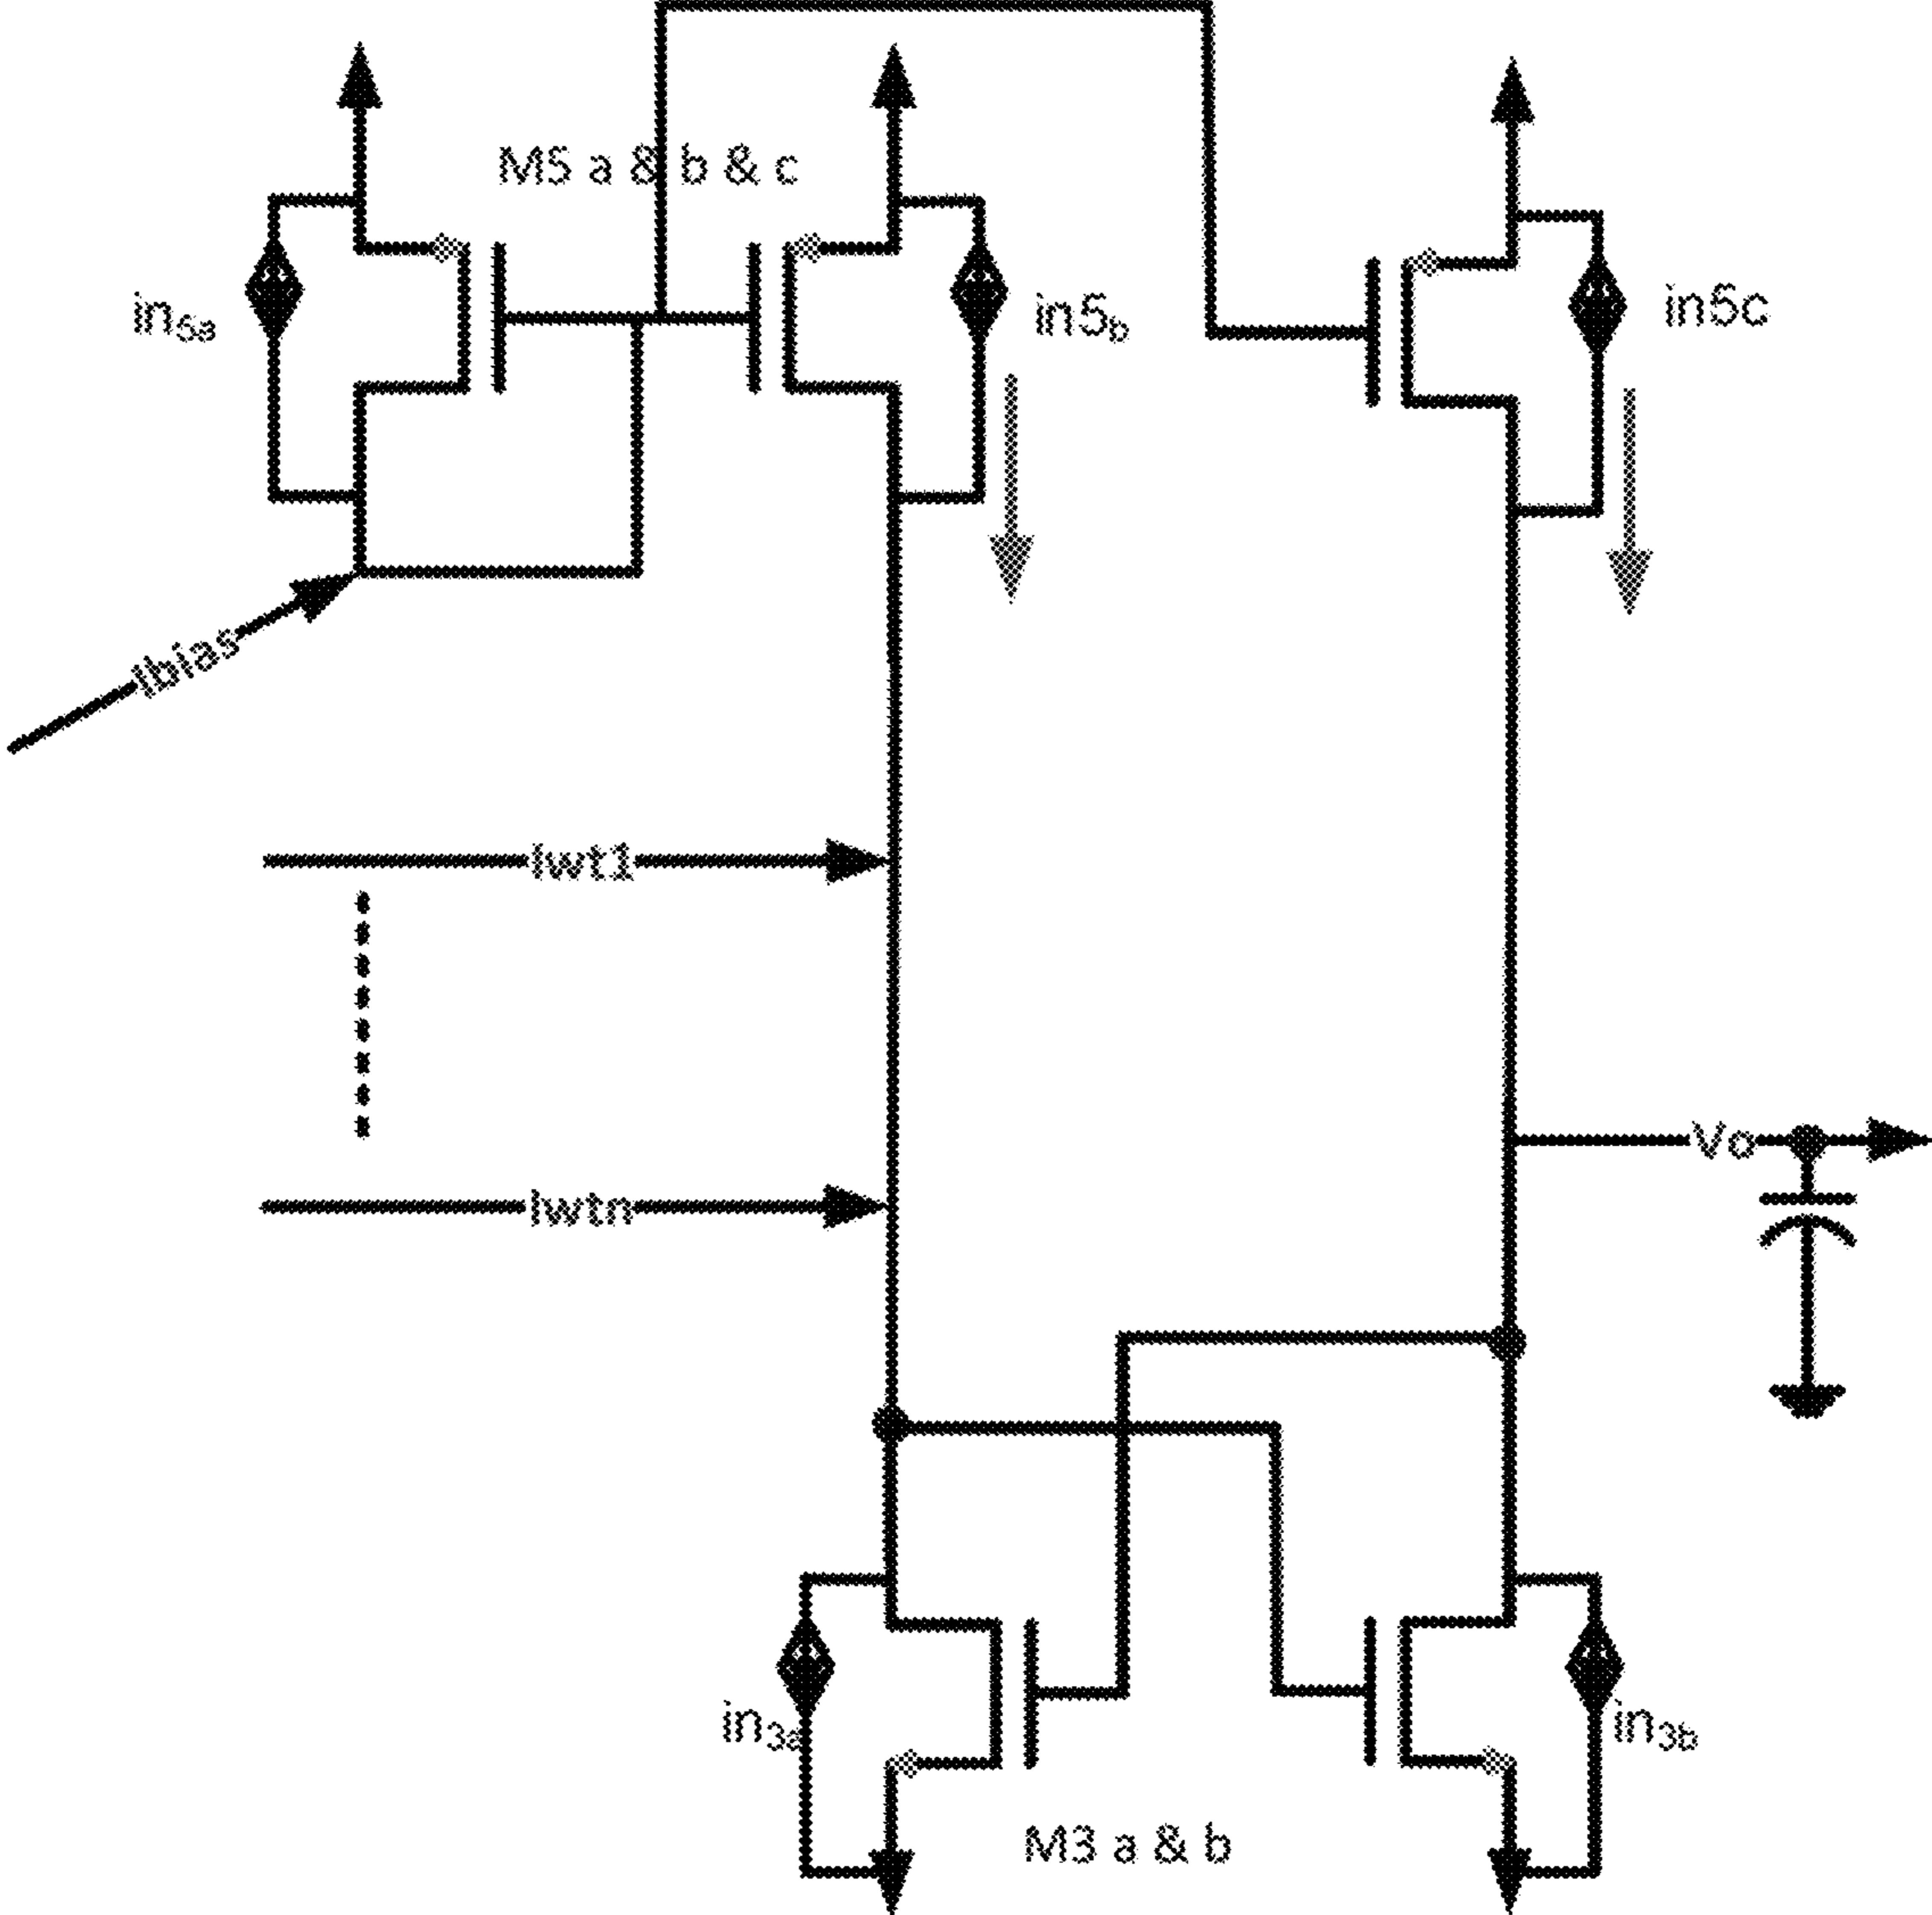 M5 a & b & c
in5a
in5b
in5c
Ibias
Iwt1
Vo
Iwtn
in3a
in3b
M3 a & b